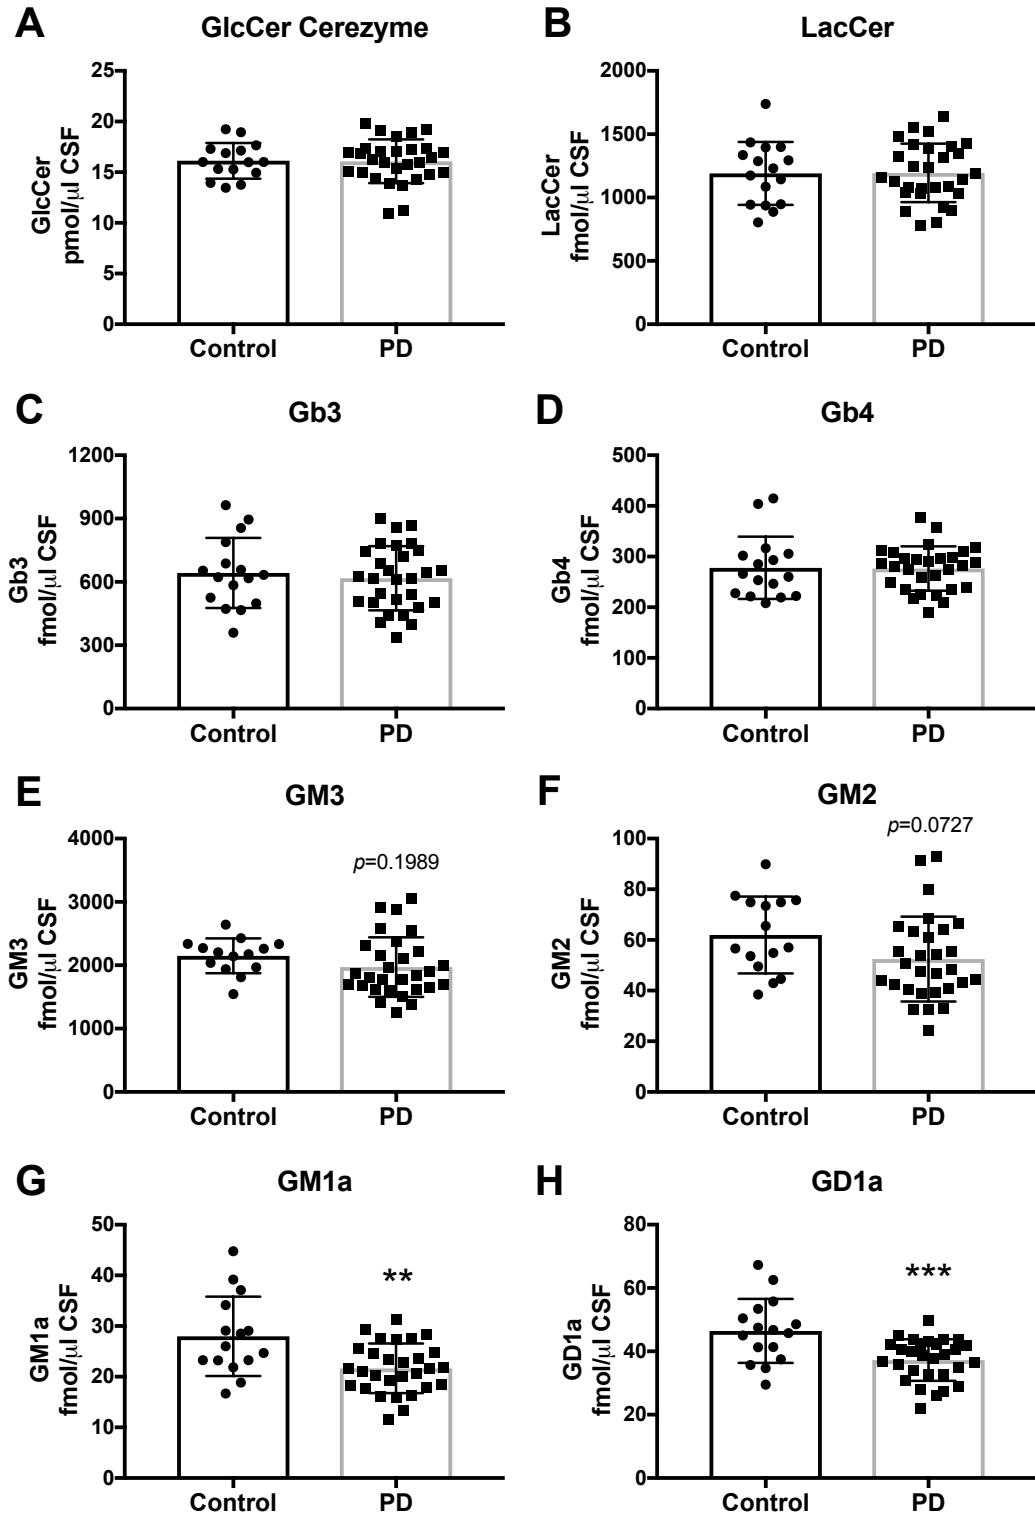 A
GlcCer Cerezyme
GlcCer
pmol/µl CSF
25
20
15
10
5
0
Control
PD
B
LacCer
LacCer
fmol/µl CSF
2000
1500
1000
500
0
Control
PD
C
Gb3
Gb3
fmol/µl CSF
1200
900
600
300
0
Control
PD
D
Gb4
Gb4
fmol/µl CSF
500
400
300
200
100
0
Control
PD
E
GM3
GM3
fmol/µl CSF
4000
3000
2000
1000
0
p=0.1989
Control
PD
F
GM2
GM2
fmol/µl CSF
100
80
60
40
20
0
p=0.0727
Control
PD
G
GM1a
GM1a
fmol/µl CSF
50
40
30
20
10
0
**
Control
PD
H
GD1a
GD1a
fmol/µl CSF
80
60
40
20
0
***
Control
PD